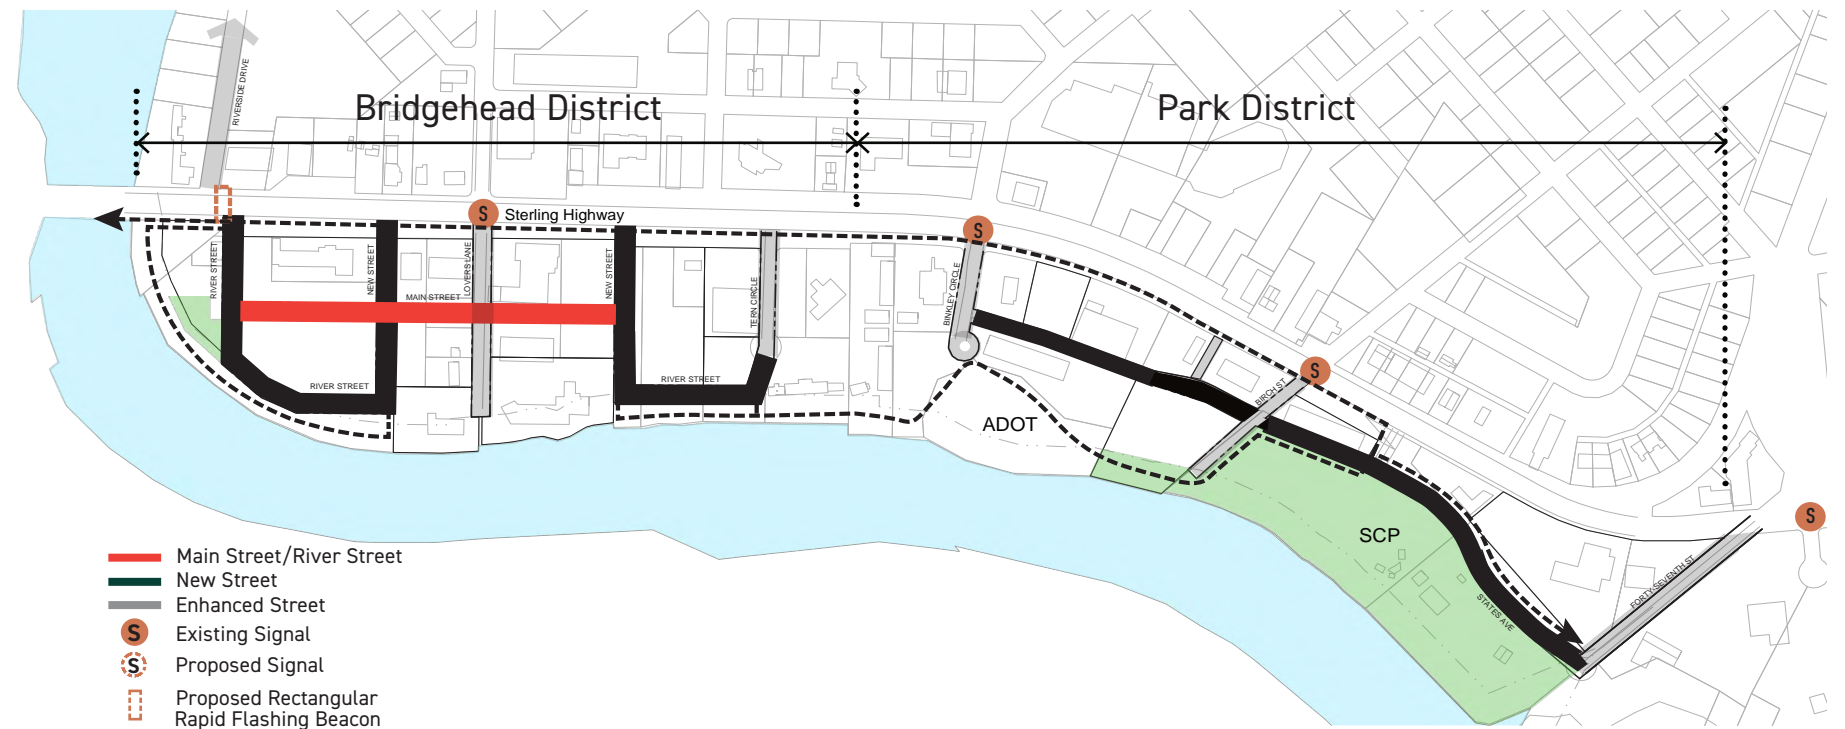 RIVERSIDE DRIVE
Bridgehead District
Park District
S
Sterling Highway
S
RIVER STREET
NEW STREET
LOVERS LANE
MAIN STREET
NEW STREET
TERN CIRCLE
BINKLEY CIRCLE
RIVER STREET
RIVER STREET
S
BIRCH ST
ADOT
SCP
S
STATES AVE
FORTY SEVENTH ST
Main Street/River Street
New Street
Enhanced Street
S Existing Signal
S Proposed Signal
Proposed Rectangular
Rapid Flashing Beacon